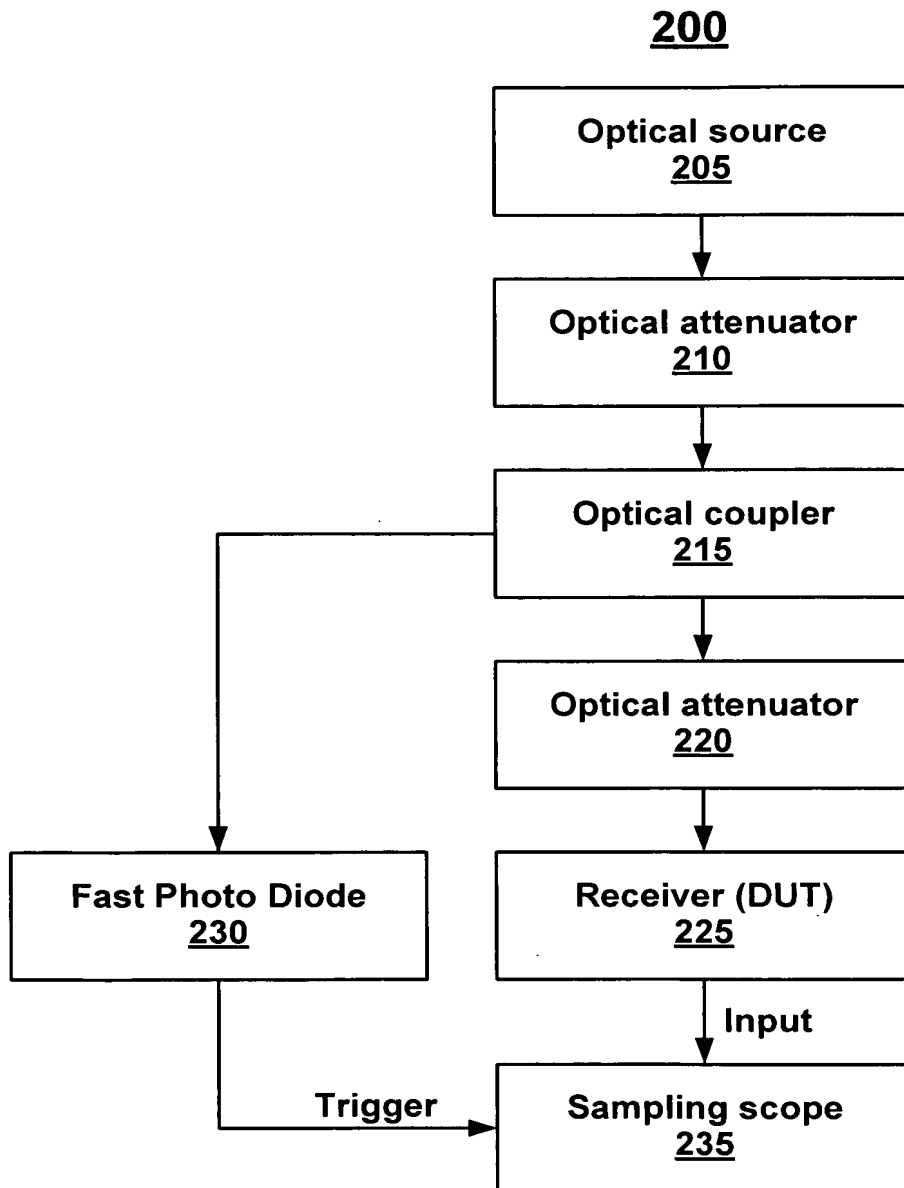 200
Optical source
205
Optical attenuator
210
Optical coupler
215
Optical attenuator
220
Fast Photo Diode
230
Receiver (DUT)
225
Input
Trigger
Sampling scope
235